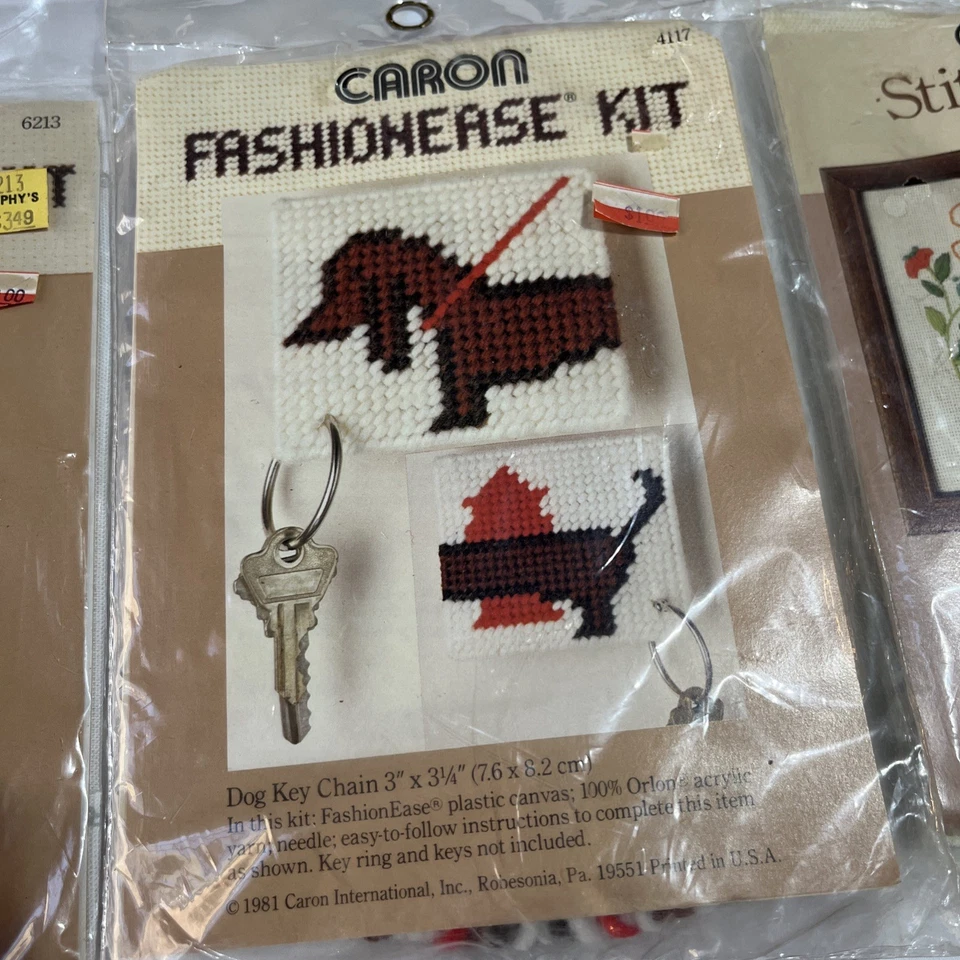 6213
213
PHY'S
$349
00
CARON
4117
FASHIONEASE® KIT
Dog Key Chain 3" x 3¼" (7.6 x 8.2 cm)
In this kit: FashionEase® plastic canvas; 100% Orlon® acrylic
yarn; needle; easy-to-follow instructions to complete this item
as shown. Key ring and keys not included.
© 1981 Caron International, Inc., Robesonia, Pa. 19551 Printed in U.S.A.
Stit